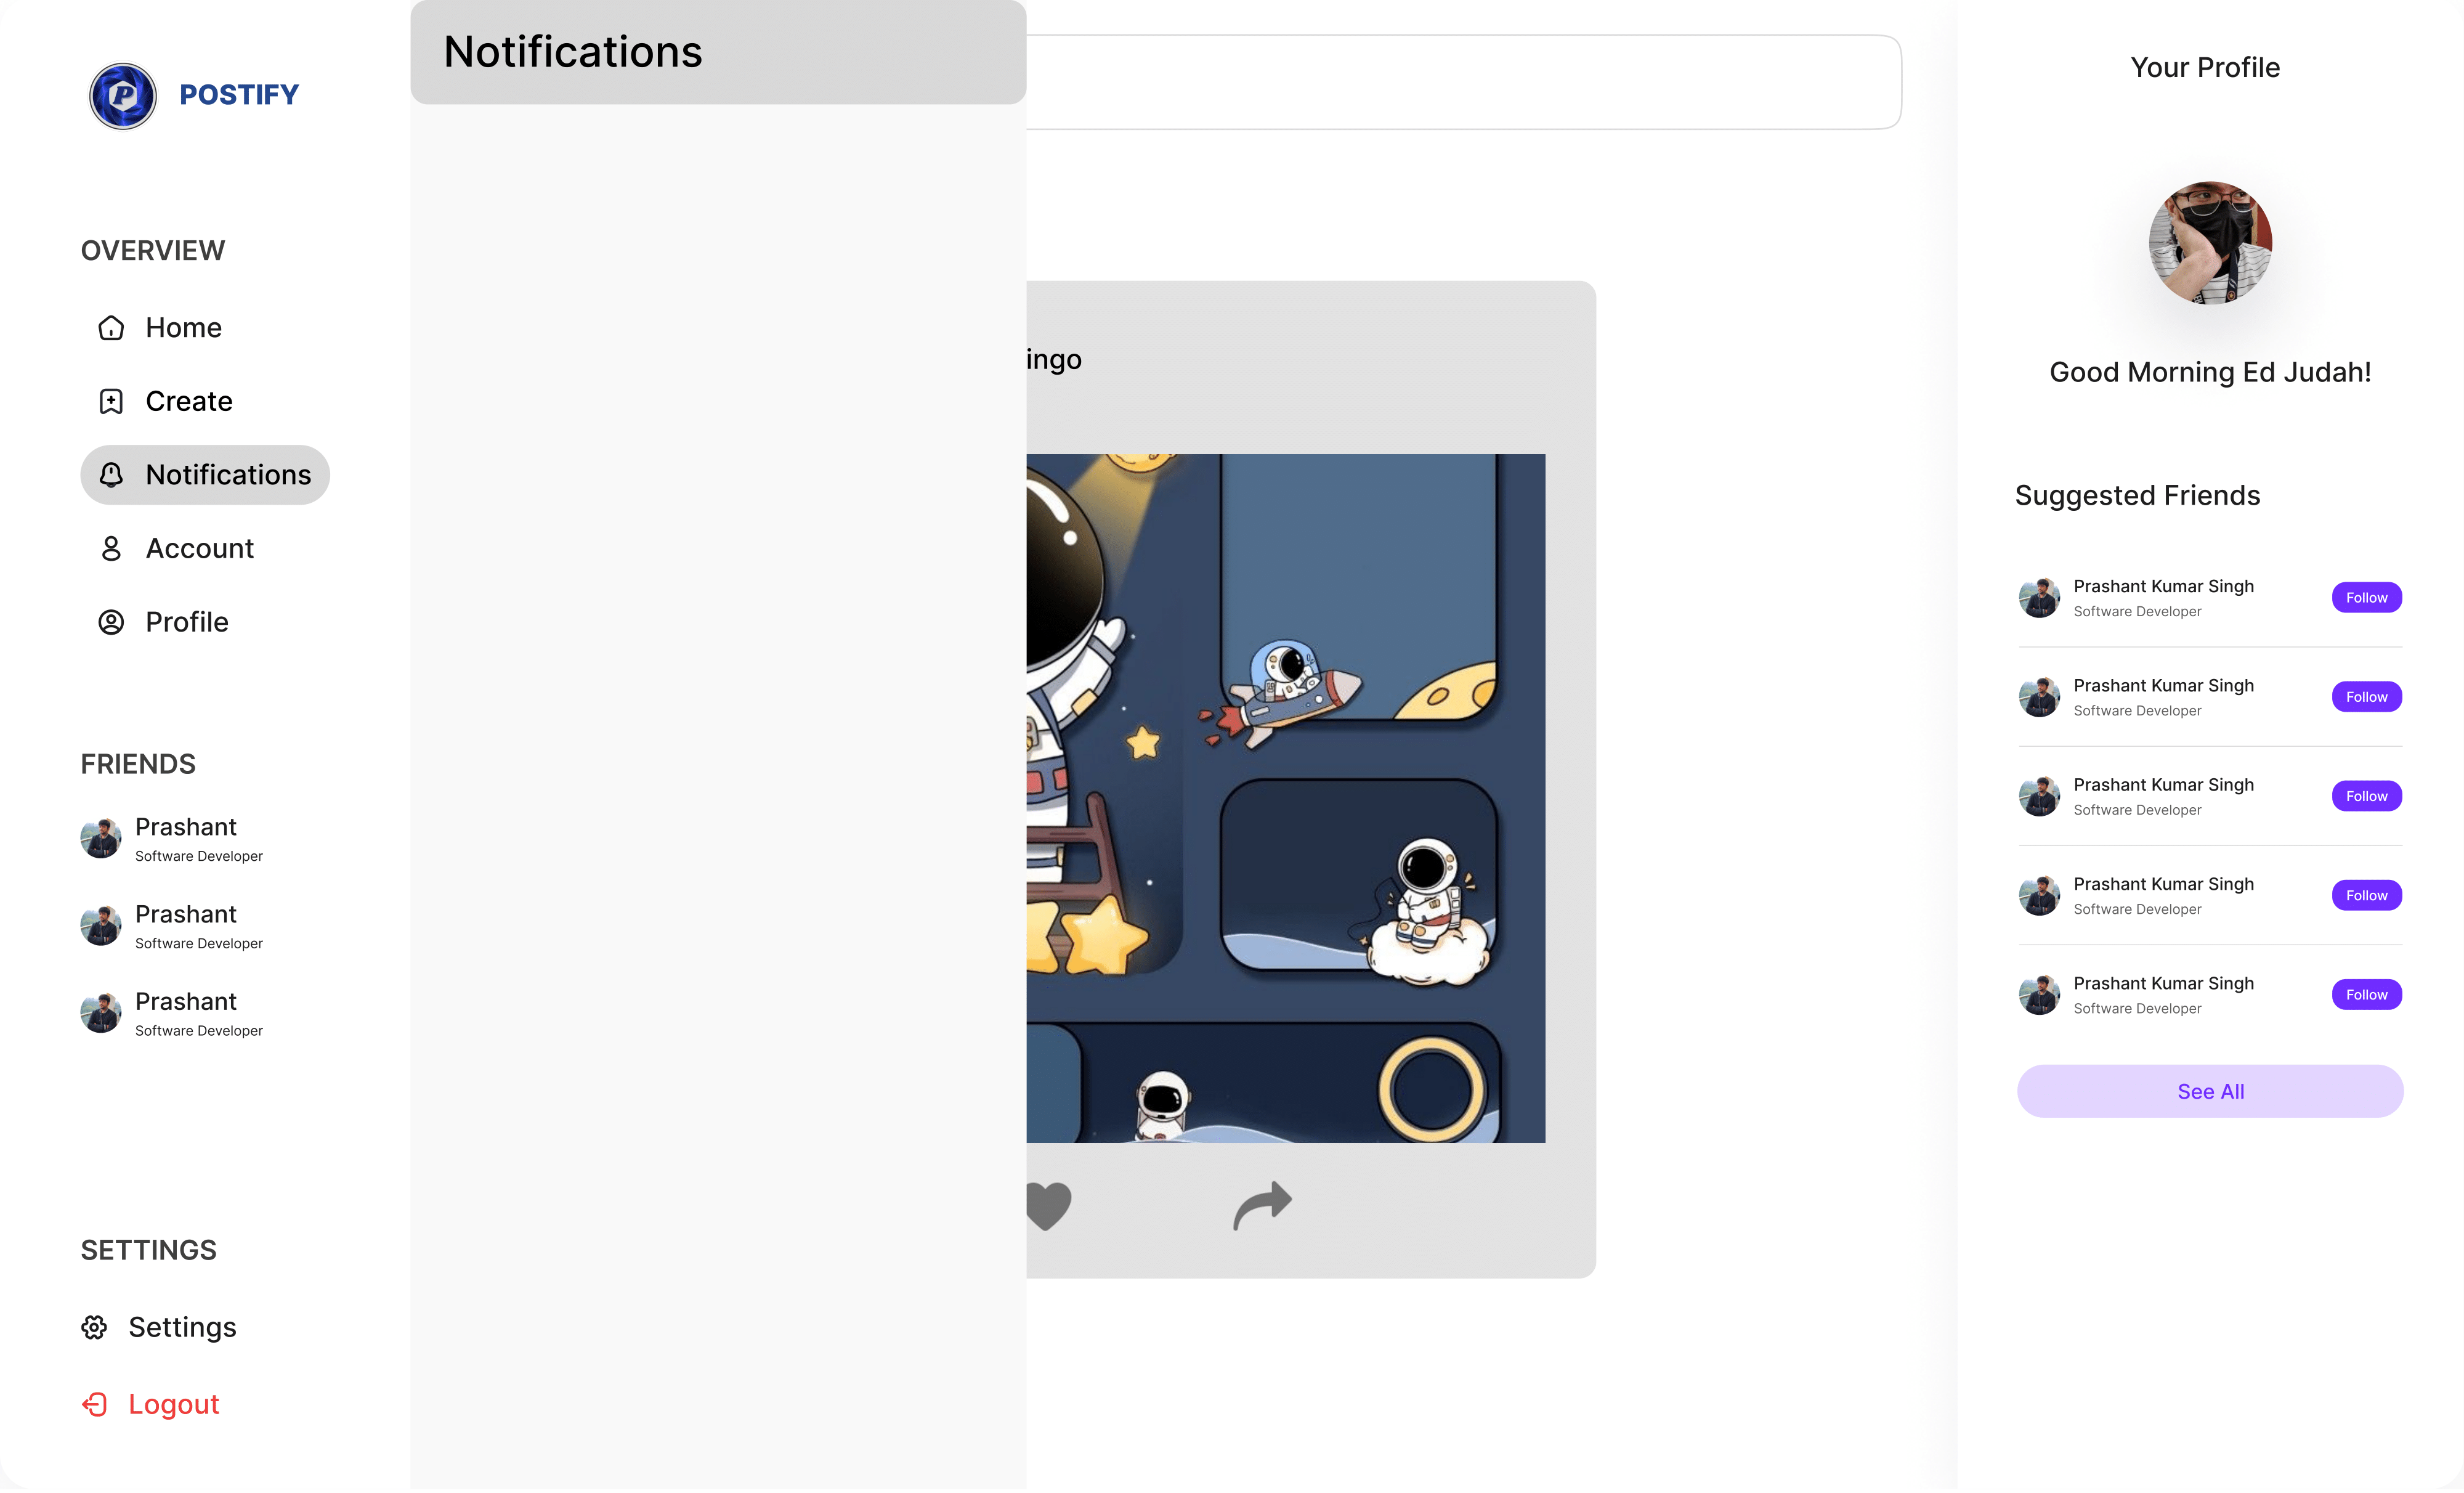 POSTIFY
OVERVIEW
Home
Create
Notifications
Account
Profile
FRIENDS
Prashant
Software Developer
Prashant
Software Developer
Prashant
Software Developer
SETTINGS
Settings
Logout
Notifications
ingo
Your Profile
Good Morning Ed Judah!
Suggested Friends
Prashant Kumar Singh
Software Developer
Follow
Prashant Kumar Singh
Software Developer
Follow
Prashant Kumar Singh
Software Developer
Follow
Prashant Kumar Singh
Software Developer
Follow
Prashant Kumar Singh
Software Developer
Follow
See All